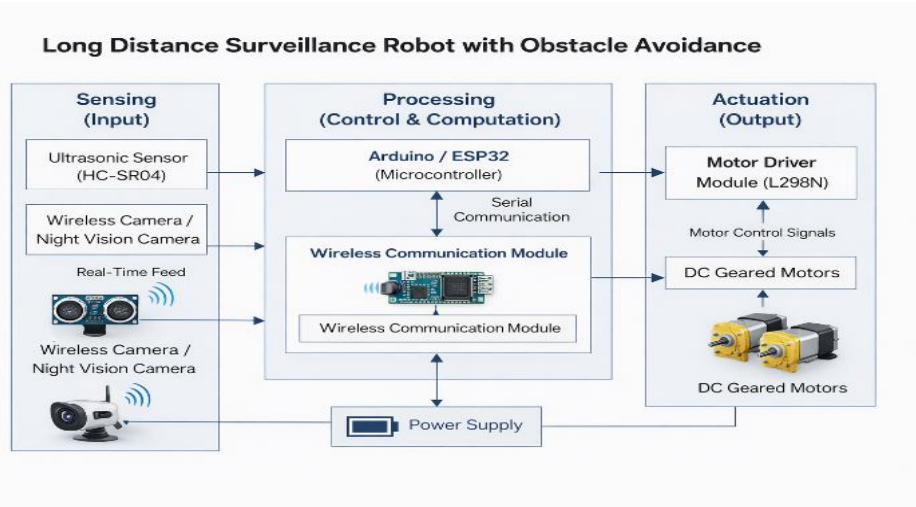 Long Distance Surveillance Robot with Obstacle Avoidance
Sensing
(Input)
Ultrasonic Sensor
(HC-SR04)
Wireless Camera /
Night Vision Camera
Real-Time Feed
Wireless Camera /
Night Vision Camera
Processing
(Control & Computation)
Arduino / ESP32
(Microcontroller)
Serial
Communication
Wireless Communication Module
Wireless Communication Module
Power Supply
Actuation
(Output)
Motor Driver
Module (L298N)
Motor Control Signals
DC Geared Motors
DC Geared Motors